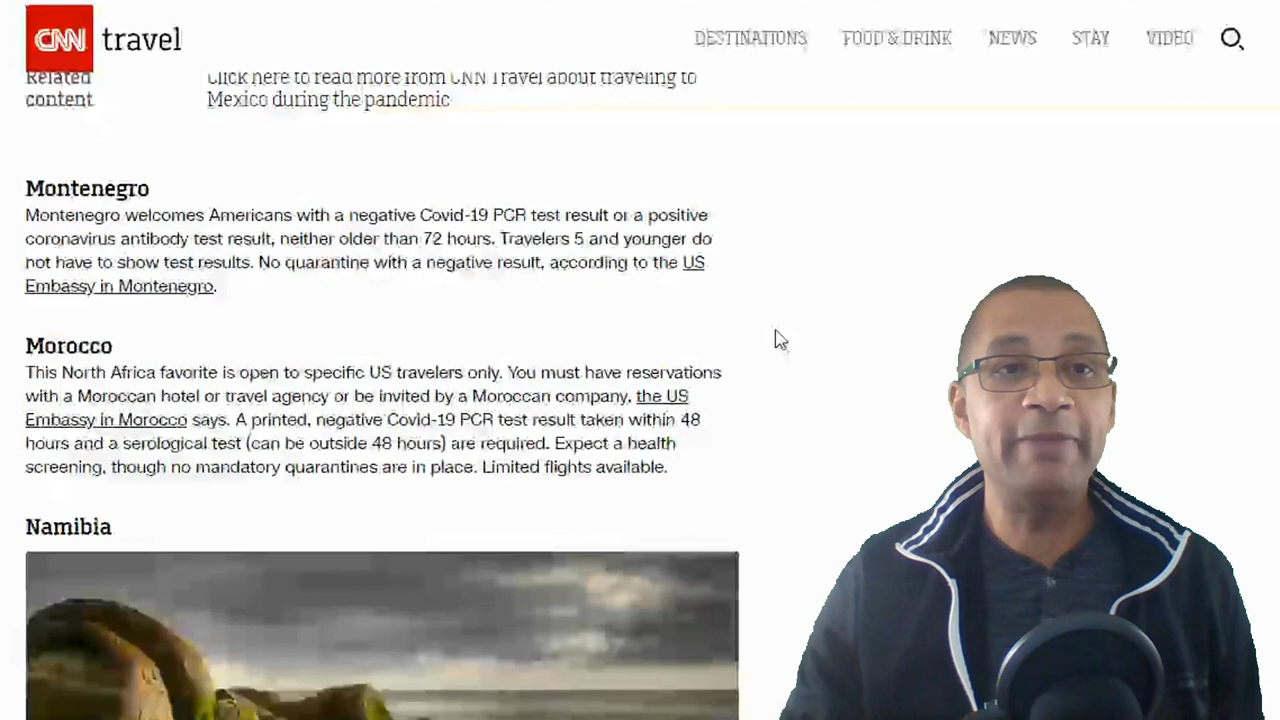 CNN travel
DESTINATIONS FOOD & DRINK NEWS STAY VIDEO
Related
content
Click here to read more from CNN Travel about traveling to
Mexico during the pandemic
Montenegro
Montenegro welcomes Americans with a negative Covid-19 PCR test result or a positive
coronavirus antibody test result, neither older than 72 hours. Travelers 5 and younger do
not have to show test results. No quarantine with a negative result, according to the US
Embassy in Montenegro.
Morocco
This North Africa favorite is open to specific US travelers only. You must have reservations
with a Moroccan hotel or travel agency or be invited by a Moroccan company, the US
Embassy in Morocco says. A printed, negative Covid-19 PCR test result taken within 48
hours and a serological test (can be outside 48 hours) are required. Expect a health
screening, though no mandatory quarantines are in place. Limited flights available.
Namibia